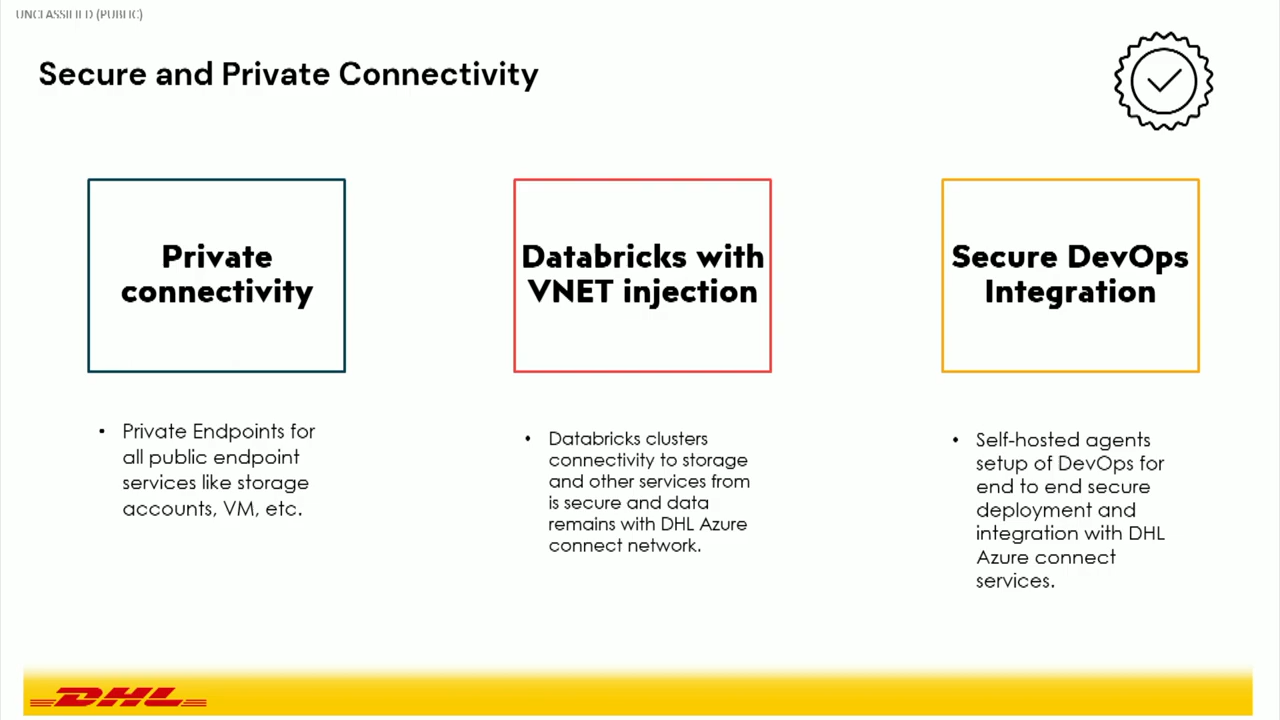 UNCLASSIFIED (PUBLIC)
Secure and Private Connectivity
Private
connectivity
Databricks with
VNET injection
Secure DevOps
Integration
• Private Endpoints for
all public endpoint
services like storage
accounts, VM, etc.
• Databricks clusters
connectivity to storage
and other services from
is secure and data
remains with DHL Azure
connect network.
• Self-hosted agents
setup of DevOps for
end to end secure
deployment and
integration with DHL
Azure connect
services.
DHL